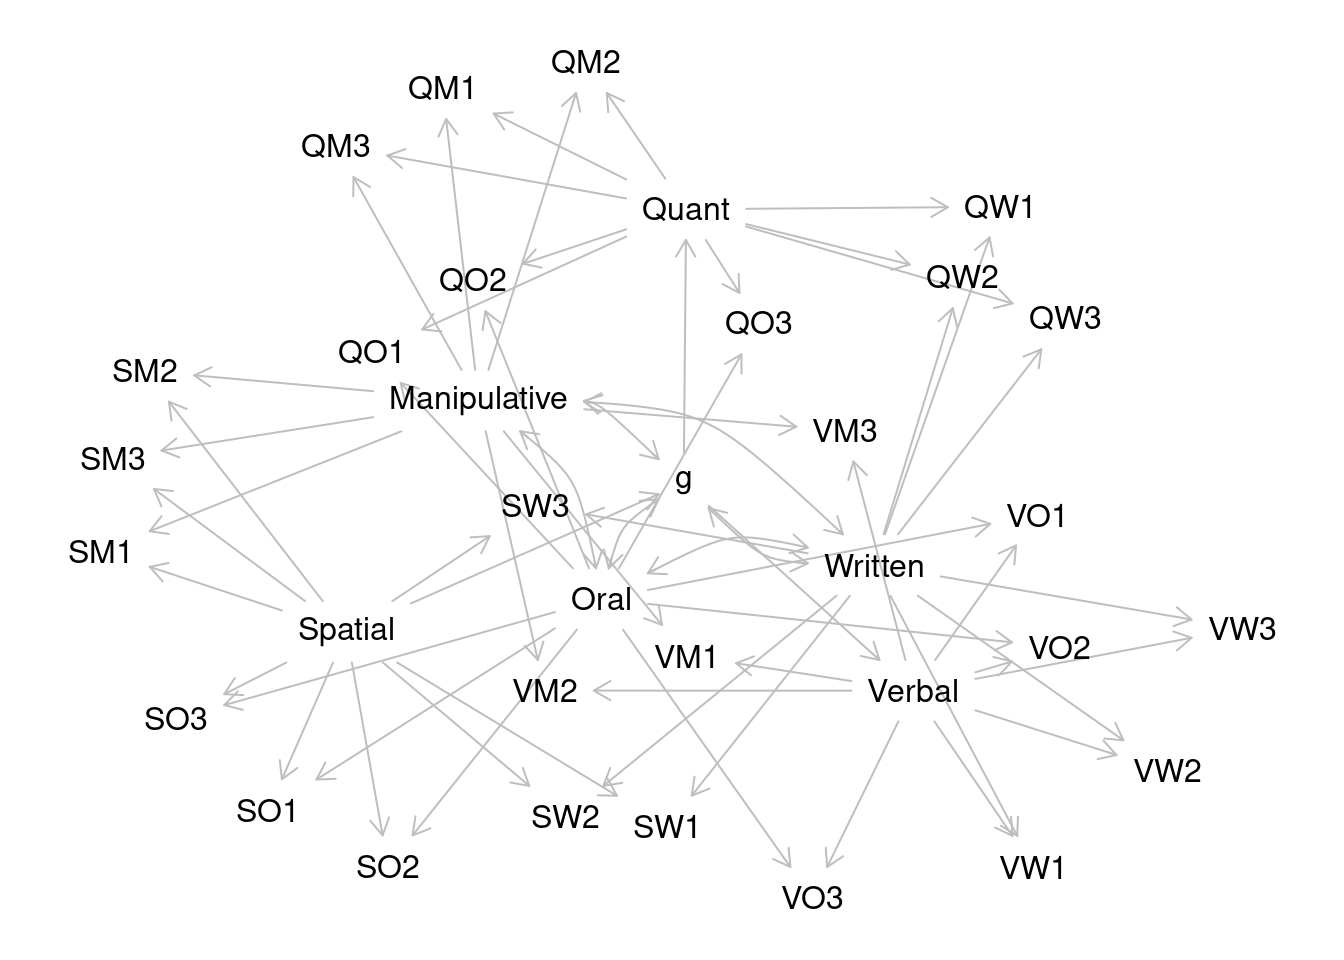 QM2
QM1
QM3
Quant
QW1
QO2
QW2
QO3
QW3
QO1
SM2
Manipulative
VM3
SM3
g
SW3
VO1
SM1
Written
Oral
Spatial
VW3
VM1
VO2
VM2
Verbal
SO3
VW2
SO1
SW2
SW1
SO2
VW1
VO3